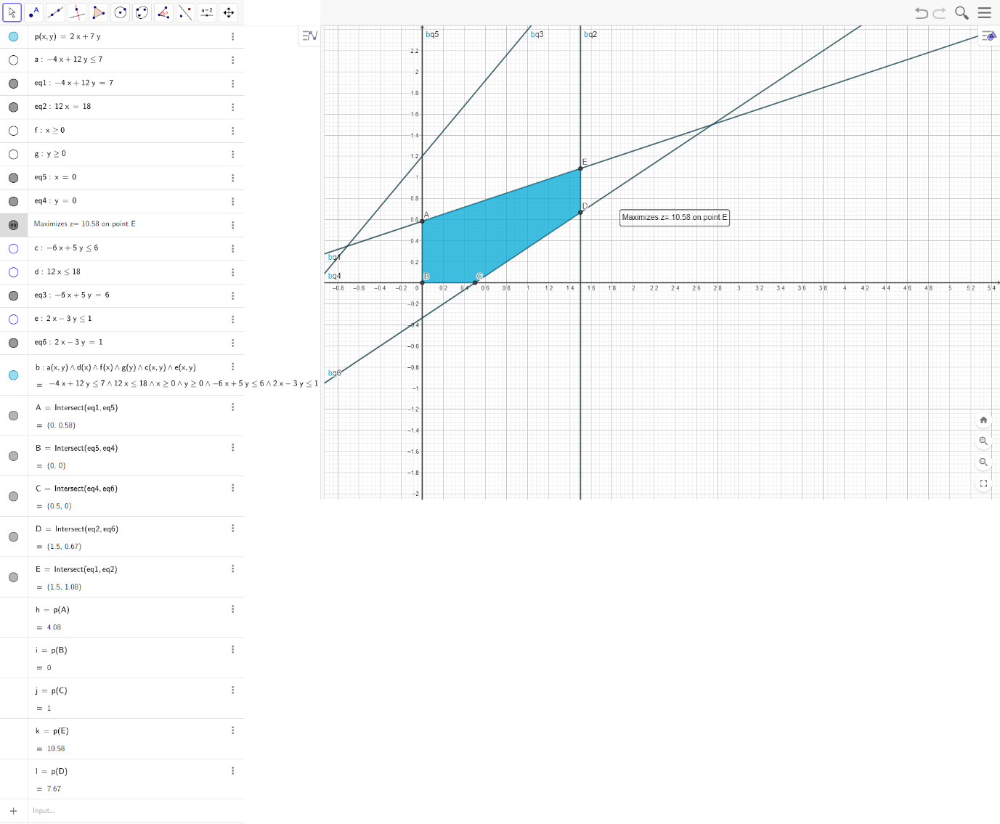 A
a = 2
p(x, y) = 2 x + 7 y
a : −4 x + 12 y ≤ 7
eq1 : −4 x + 12 y = 7
eq2 : 12 x = 18
f : x ≥ 0
g : y ≥ 0
eq5 : x = 0
eq4 : y = 0
Maximizes z= 10.58 on point E
c : −6 x + 5 y ≤ 6
d : 12 x ≤ 18
eq3 : −6 x + 5 y = 6
e : 2 x − 3 y ≤ 1
eq6 : 2 x − 3 y = 1
b : a(x, y) ∧ d(x) ∧ f(x) ∧ g(y) ∧ c(x, y) ∧ e(x, y)
= −4 x + 12 y ≤ 7 ∧ 12 x ≤ 18 ∧ x ≥ 0 ∧ y ≥ 0 ∧ −6 x + 5 y ≤ 6 ∧ 2 x − 3 y ≤ 1
A = Intersect(eq1, eq5)
= (0, 0.58)
B = Intersect(eq5, eq4)
= (0, 0)
C = Intersect(eq4, eq6)
= (0.5, 0)
D = Intersect(eq2, eq6)
= (1.5, 0.67)
E = Intersect(eq1, eq2)
= (1.5, 1.08)
h = p(A)
= 4.08
i = p(B)
= 0
j = p(C)
= 1
k = p(E)
= 10.58
l = p(D)
= 7.67
Input...
bq5 bq3 bq2
2.2
2
1.8
1.6
1.4
1.2
E
1
0.8
D
A
0.6
Maximizes z= 10.58 on point E
0.4
bq1
0.2
bq4
B C
−0.8 −0.6 −0.4 −0.2 0 0.2 0.4 0.6 0.8 1 1.2 1.4 1.6 1.8 2 2.2 2.4 2.6 2.8 3 3.2 3.4 3.6 3.8 4 4.2 4.4 4.6 4.8 5 5.2 5.4
−0.2
−0.4
−0.6
−0.8
bq6
−1
−1.2
−1.4
−1.6
−1.8
−2